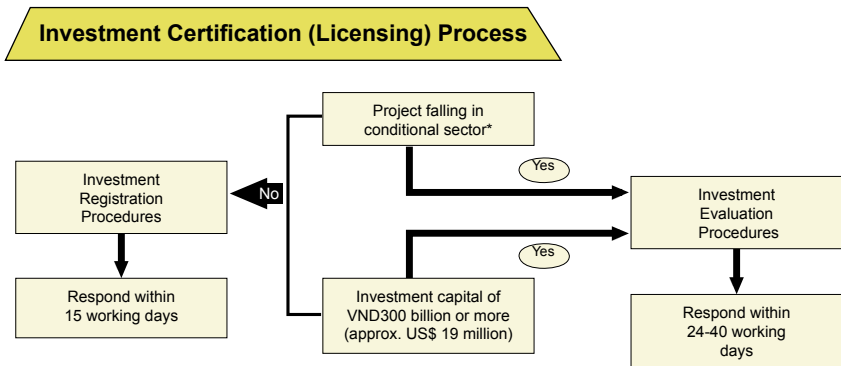 Investment Certification (Licensing) Process
Project falling in
conditional sector*
Yes
No
Investment
Registration
Procedures
Investment
Evaluation
Procedures
Yes
Respond within
15 working days
Investment capital of
VND300 billion or more
(approx. US$ 19 million)
Respond within
24-40 working
days